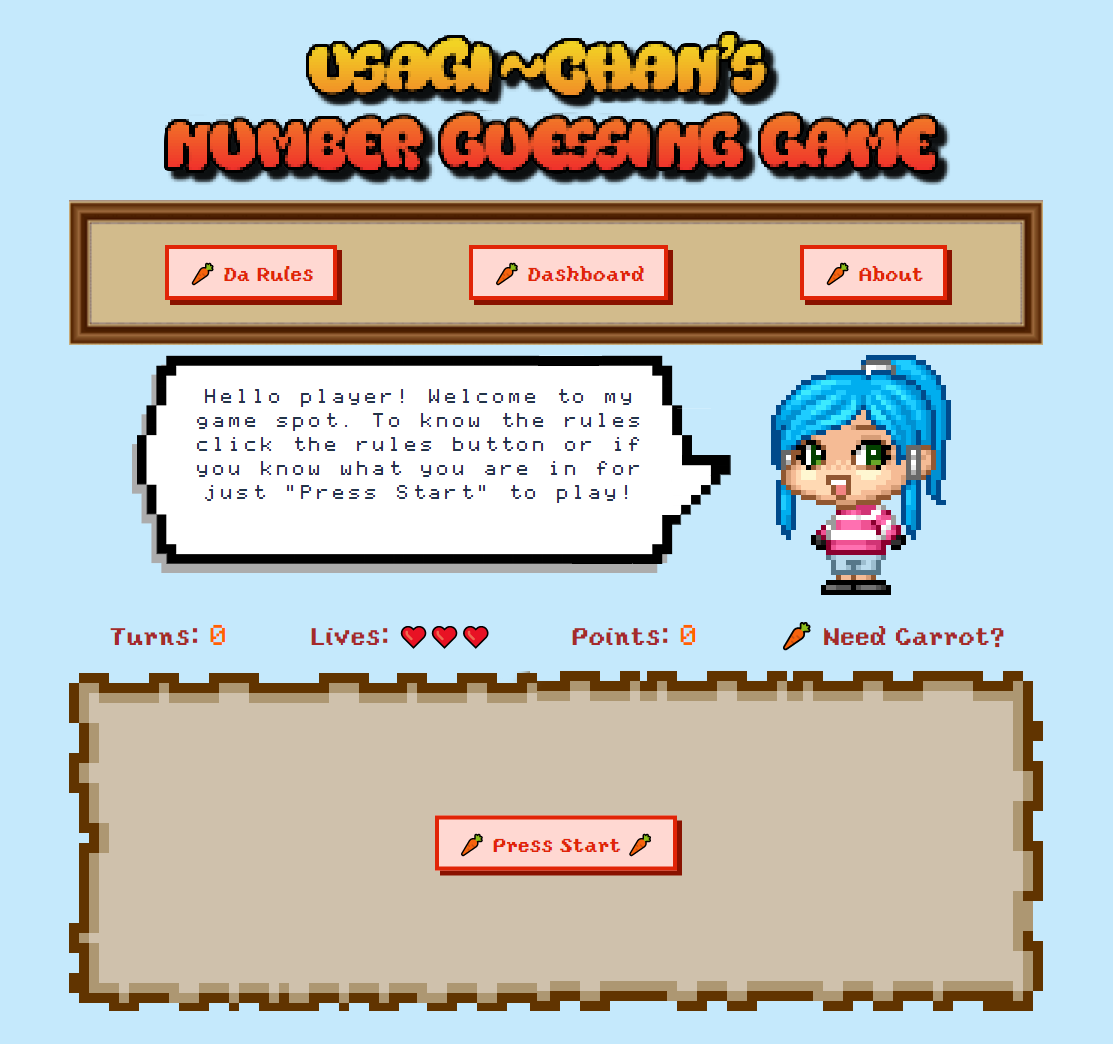 USAGI~CHAN'S
NUMBER GUESSING GAME
Da Rules
Dashboard
About
Hello player! Welcome to my
game spot. To know the rules
click the rules button or if
you know what you are in for
just "Press Start" to play!
Turns: 0
Lives:
Points: 0
Need Carrot?
Press Start